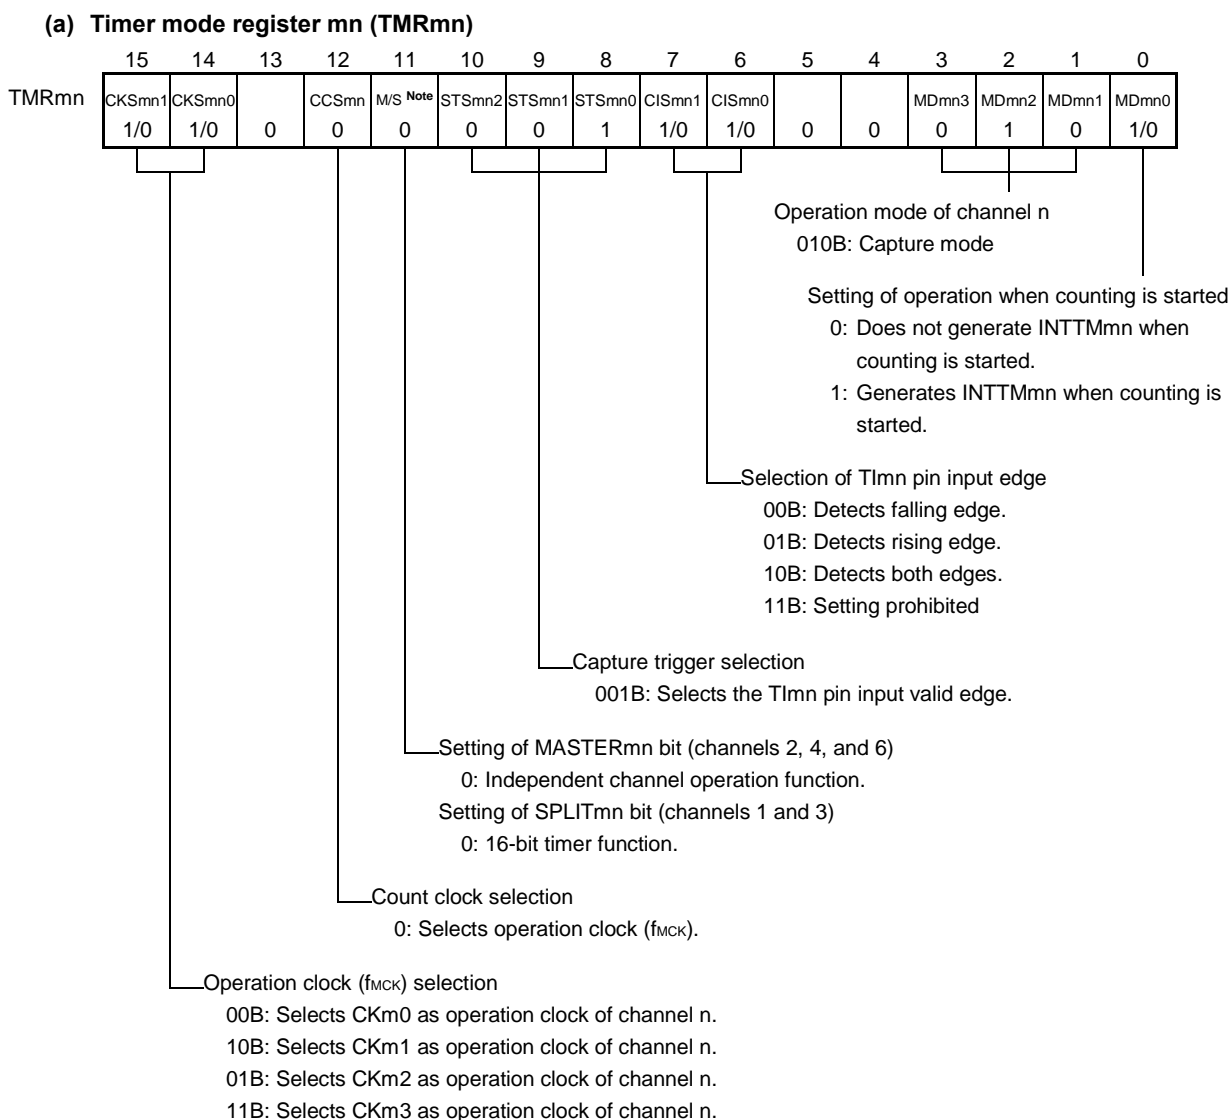 (a) Timer mode register mn (TMRmn)
15 14 13 12 11 10 9 8 7 6 5 4 3 2 1 0
TMRmn CKSmn1 CKSmn0 CCSmn M/S Note STSmn2 STSmn1 STSmn0 CISmn1 CISmn0 MDmn3 MDmn2 MDmn1 MDmn0
1/0 1/0 0 0 0 0 0 1 1/0 1/0 0 0 0 1 0 1/0
Operation mode of channel n
010B: Capture mode
Setting of operation when counting is started
0: Does not generate INTTMmn when
counting is started.
1: Generates INTTMmn when counting is
started.
Selection of TImn pin input edge
00B: Detects falling edge.
01B: Detects rising edge.
10B: Detects both edges.
11B: Setting prohibited
Capture trigger selection
001B: Selects the TImn pin input valid edge.
Setting of MASTERmn bit (channels 2, 4, and 6)
0: Independent channel operation function.
Setting of SPLITmn bit (channels 1 and 3)
0: 16-bit timer function.
Count clock selection
0: Selects operation clock (fMCK).
Operation clock (fMCK) selection
00B: Selects CKm0 as operation clock of channel n.
10B: Selects CKm1 as operation clock of channel n.
01B: Selects CKm2 as operation clock of channel n.
11B: Selects CKm3 as operation clock of channel n.